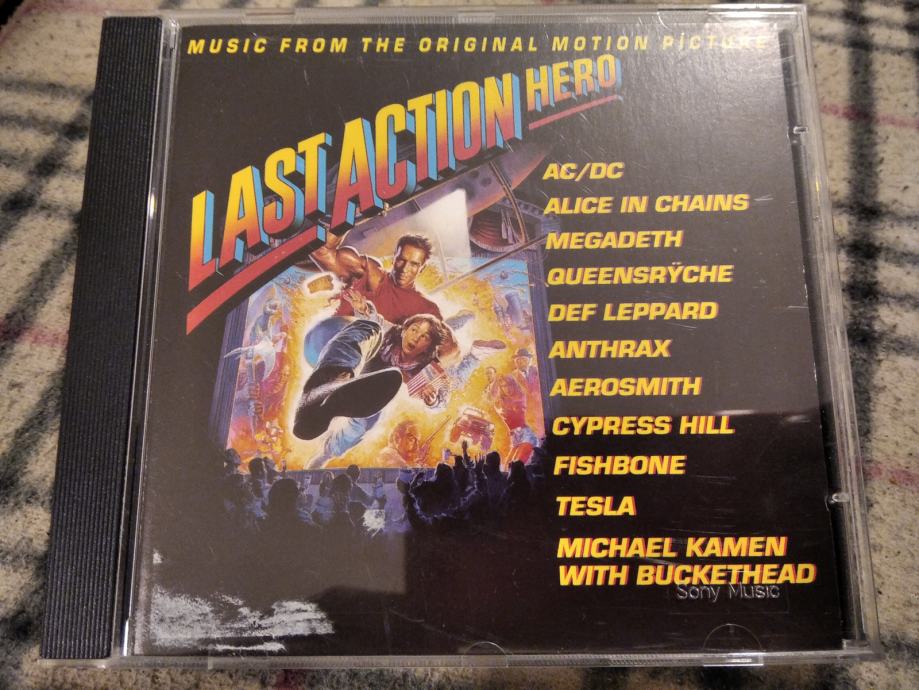 MUSIC FROM THE ORIGINAL MOTION PICTURE
LAST ACTION HERO
AC/DC
ALICE IN CHAINS
MEGADETH
QUEENSRŸCHE
DEF LEPPARD
ANTHRAX
AEROSMITH
CYPRESS HILL
FISHBONE
TESLA
MICHAEL KAMEN
WITH BUCKETHEAD
Sony Music